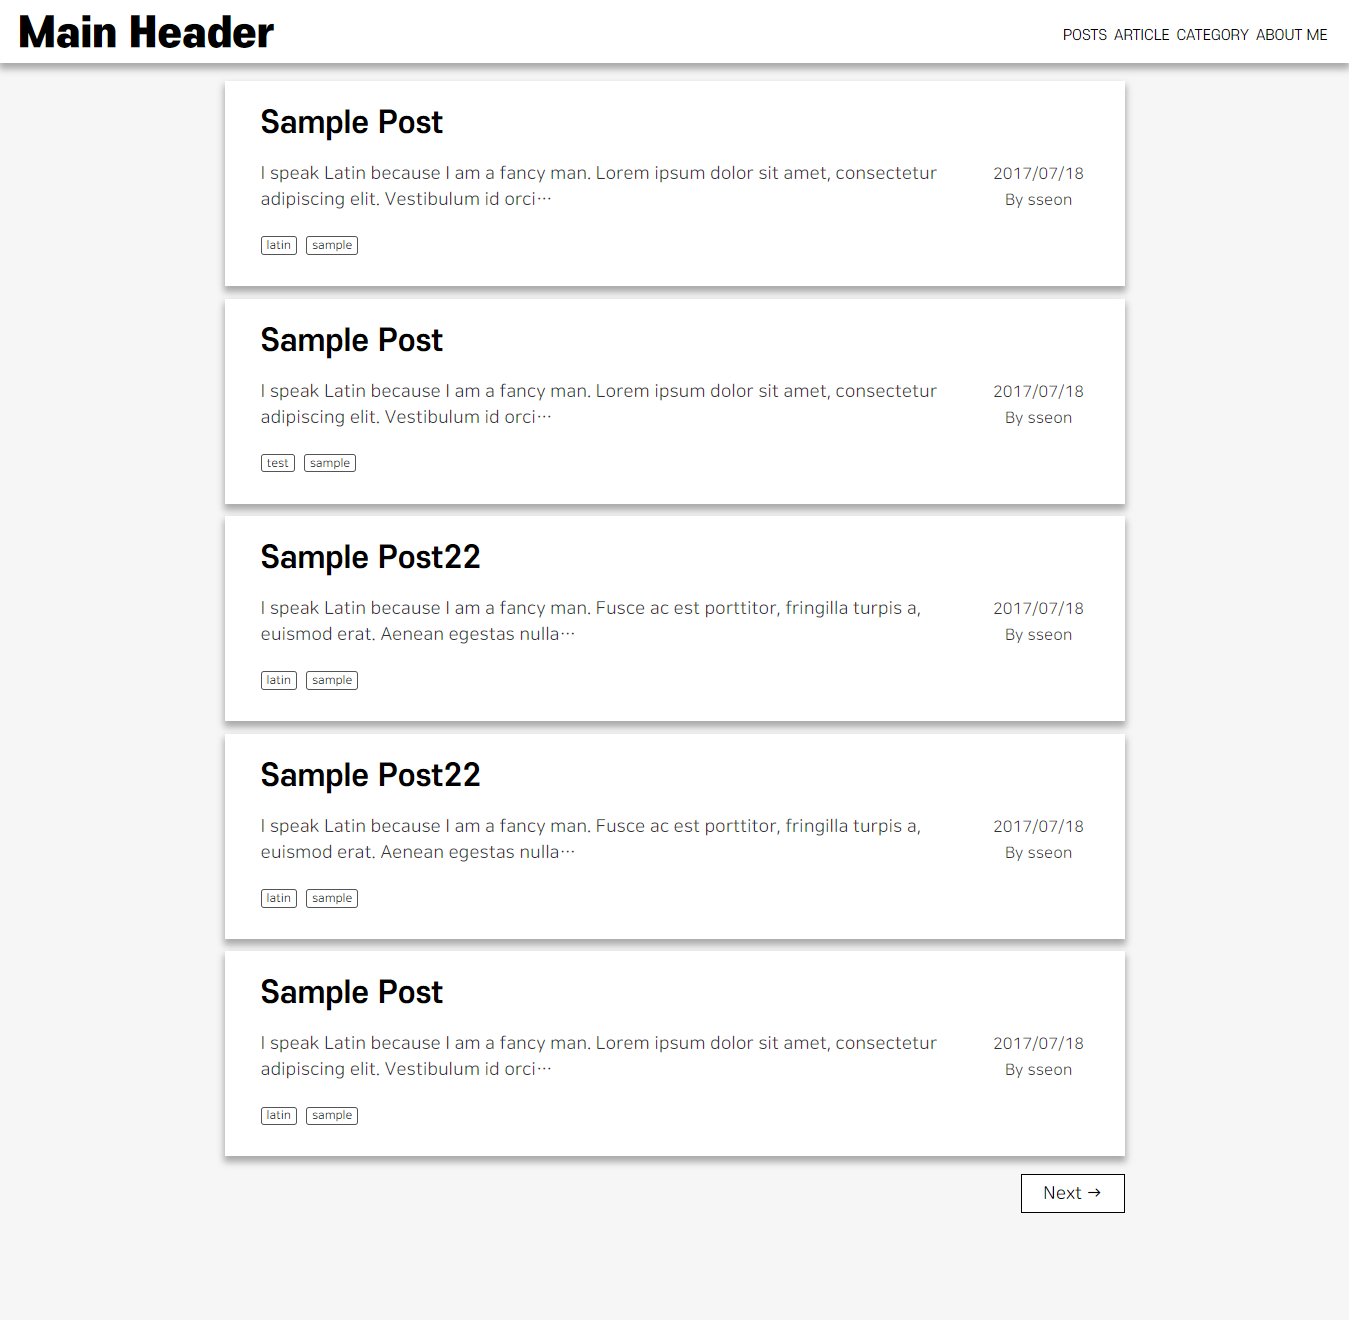 Main Header
POSTS ARTICLE CATEGORY ABOUT ME
Sample Post
I speak Latin because I am a fancy man. Lorem ipsum dolor sit amet, consectetur
adipiscing elit. Vestibulum id orci…
2017/07/18
By sseon
latin sample
Sample Post
I speak Latin because I am a fancy man. Lorem ipsum dolor sit amet, consectetur
adipiscing elit. Vestibulum id orci…
2017/07/18
By sseon
test sample
Sample Post22
I speak Latin because I am a fancy man. Fusce ac est porttitor, fringilla turpis a,
euismod erat. Aenean egestas nulla…
2017/07/18
By sseon
latin sample
Sample Post22
I speak Latin because I am a fancy man. Fusce ac est porttitor, fringilla turpis a,
euismod erat. Aenean egestas nulla…
2017/07/18
By sseon
latin sample
Sample Post
I speak Latin because I am a fancy man. Lorem ipsum dolor sit amet, consectetur
adipiscing elit. Vestibulum id orci…
2017/07/18
By sseon
latin sample
Next →